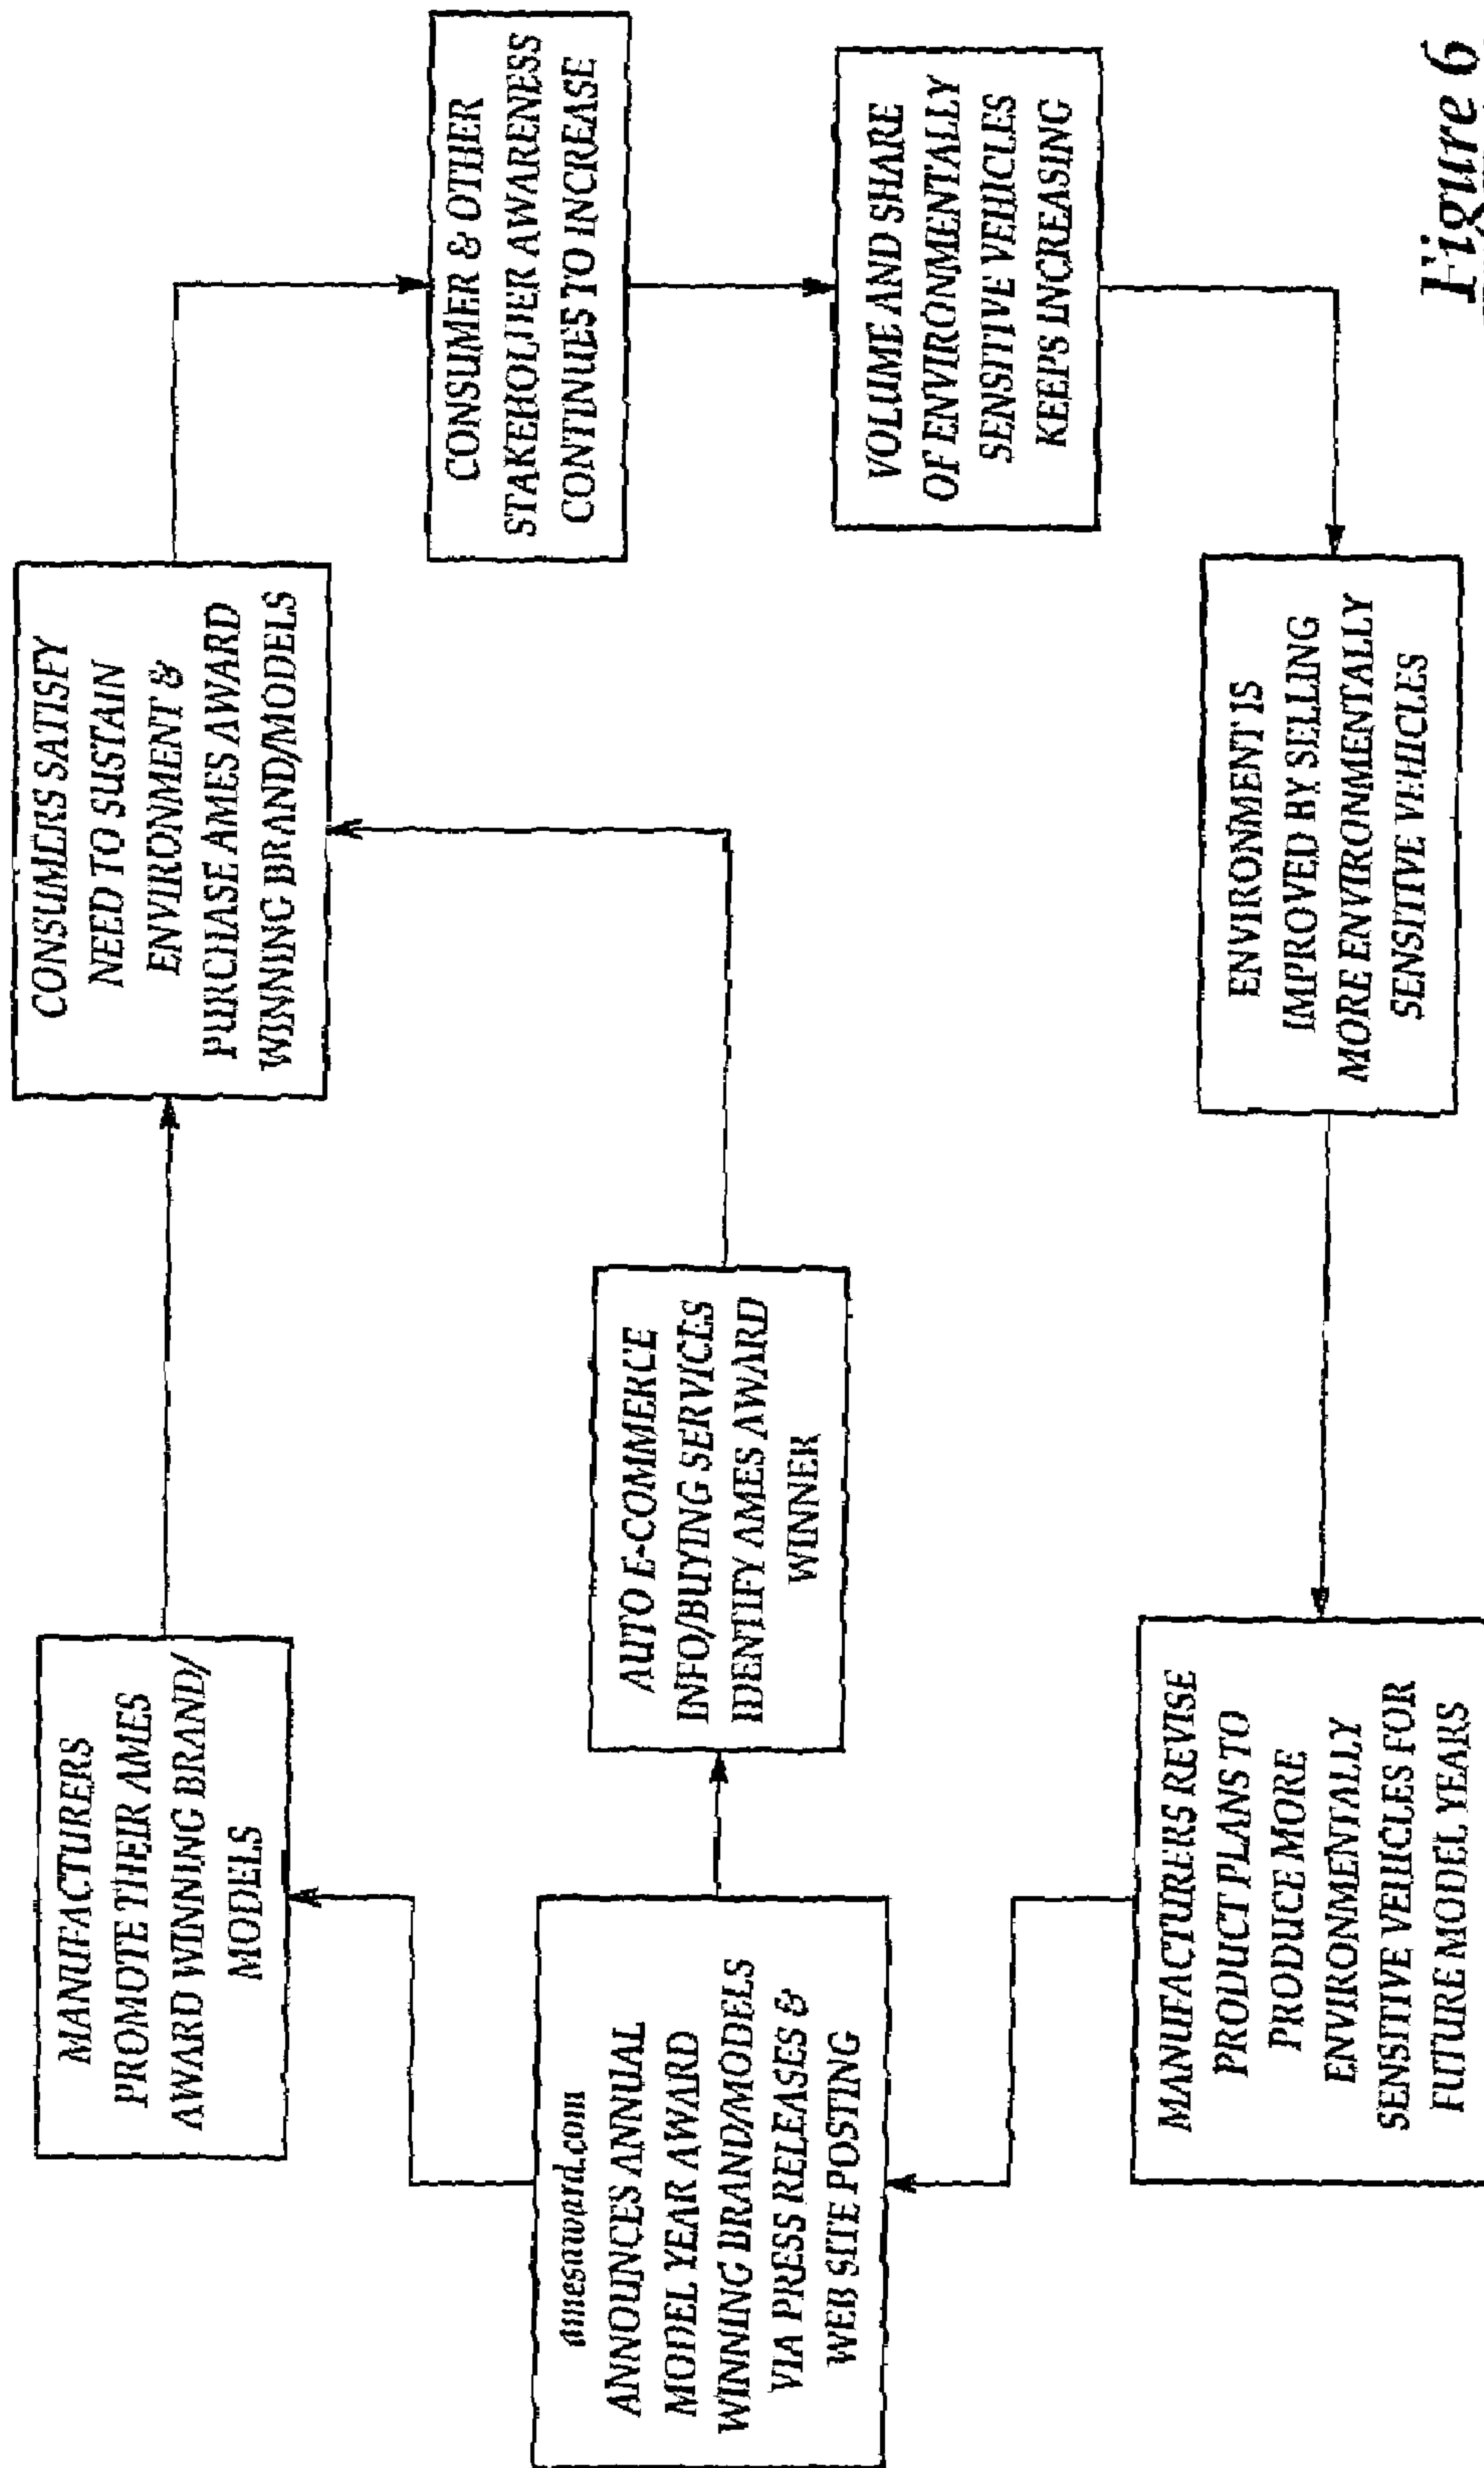 MANUFACTURERS
PROMOTE THEIR AMES
AWARD WINNING BRAND/
MODELS
CONSUMERS SATISFY
NEED TO SUSTAIN
ENVIRONMENT &
PURCHASE AMES AWARD
WINNING BRAND/MODELS
amesaward.com
ANNOUNCES ANNUAL
MODEL YEAR AWARD
WINNING BRAND/MODELS
VIA PRESS RELEASES &
WEB SITE POSTING
AUTO E-COMMERCE
INFO/BUYING SERVICES
IDENTIFY AMES AWARD
WINNER
CONSUMER & OTHER
STAKEHOLDER AWARENESS
CONTINUES TO INCREASE
VOLUME AND SHARE
OF ENVIRONMENTALLY
SENSITIVE VEHICLES
KEEPS INCREASING
MANUFACTURERS REVISE
PRODUCT PLANS TO
PRODUCE MORE
ENVIRONMENTALLY
SENSITIVE VEHICLES FOR
FUTURE MODEL YEARS
ENVIRONMENT IS
IMPROVED BY SELLING
MORE ENVIRONMENTALLY
SENSITIVE VEHICLES
Figure 6